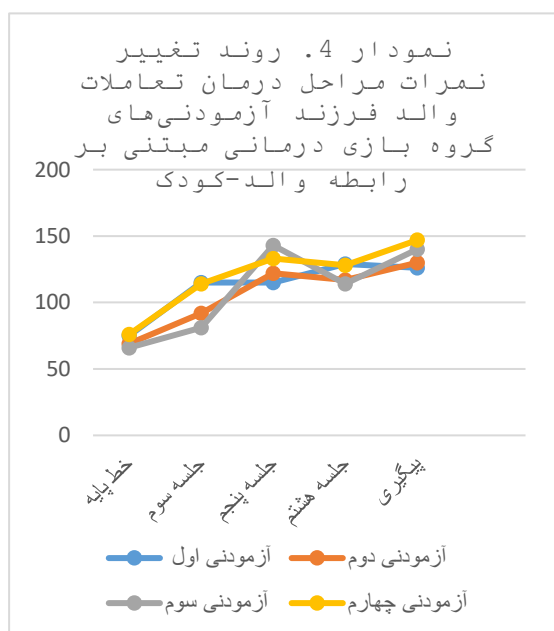 نمودار 4. روند تغییر
نمرات مراحل درمان تعاملات
والد فرزند آزمودنی‌های
گروه بازی درمانی مبتنی بر
رابطه والد-کودک
200
150
100
50
0
خط پایه
جلسه سوم
جلسه پنجم
جلسه هشتم
پیگیری
آزمودنی اول
آزمودنی دوم
آزمودنی سوم
آزمودنی چهارم